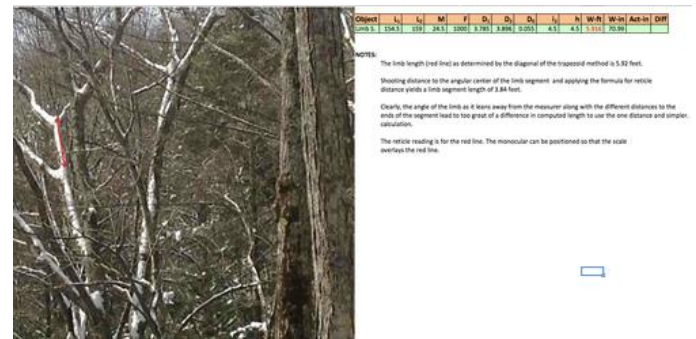 Object L₁ L₂ M F D₁ D₂ D₀ I₂ h W-ft W-in Act-in Diff
Limb S. 154.5 159 24.5 1000 3.785 3.896 0.055 4.5 4.5 5.916 70.99
NOTES:
The limb length (red line) as determined by the diagonal of the trapezoid method is 5.92 feet.
Shooting distance to the angular center of the limb segment and applying the formula for reticle
distance yields a limb segment length of 3.84 feet.
Clearly, the angle of the limb as it leans away from the measurer along with the different distances to the
ends of the segment lead to too great of a difference in computed length to use the one distance and simpler
calculation.
The reticle reading is for the red line. The monocular can be positioned so that the scale
overlays the red line.